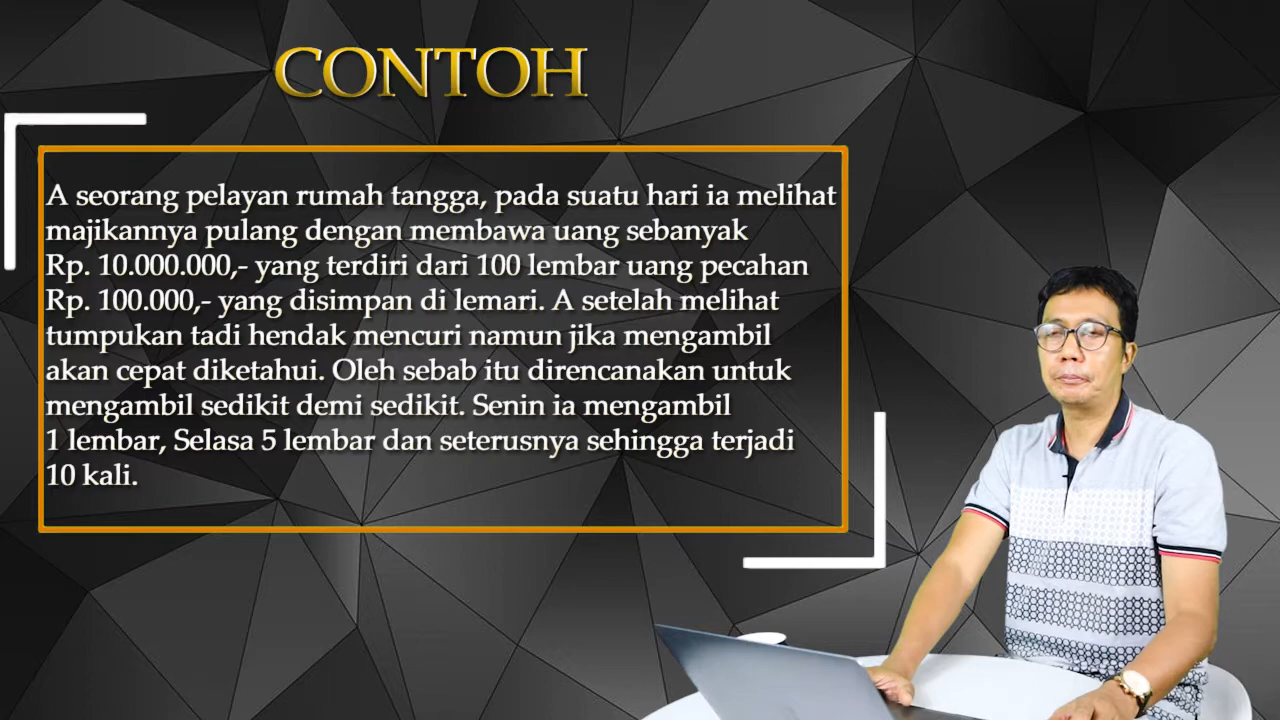 CONTOH
A seorang pelayan rumah tangga, pada suatu hari ia melihat
majikannya pulang dengan membawa uang sebanyak
Rp. 10.000.000,- yang terdiri dari 100 lembar uang pecahan
Rp. 100.000,- yang disimpan di lemari. A setelah melihat
tumpukan tadi hendak mencuri namun jika mengambil
akan cepat diketahui. Oleh sebab itu direncanakan untuk
mengambil sedikit demi sedikit. Senin ia mengambil
1 lembar, Selasa 5 lembar dan seterusnya sehingga terjadi
10 kali.